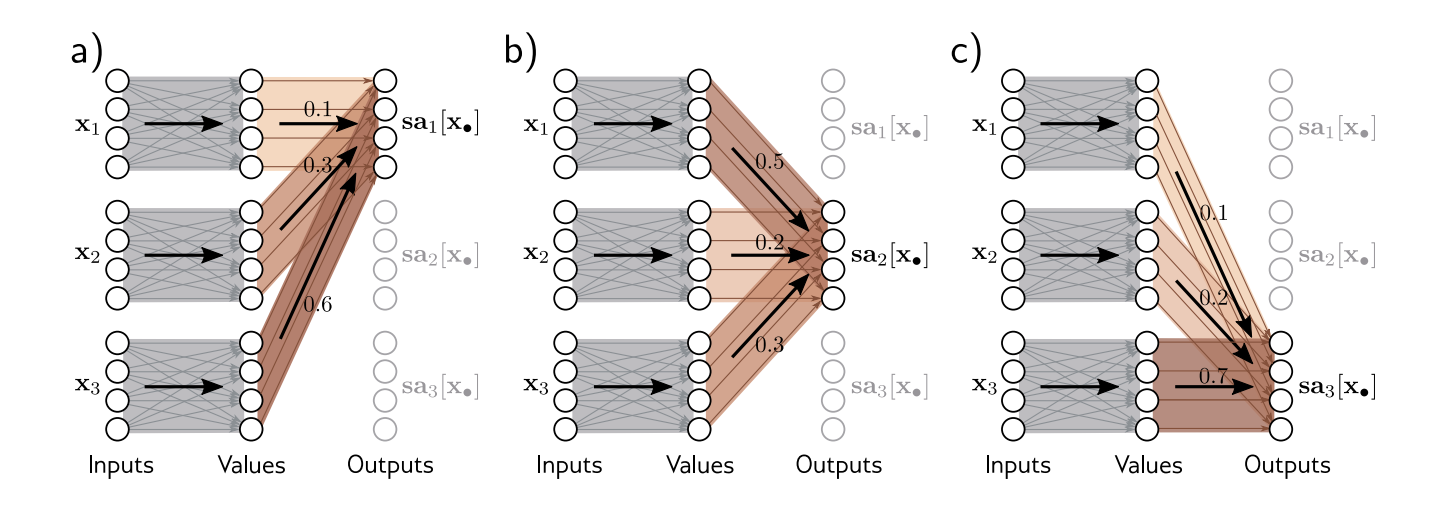 a)
x₁
0.1
sa₁[x•]
0.3
x₂
sa₂[x•]
0.6
x₃
sa₃[x•]
Inputs Values Outputs
b)
x₁
0.5
sa₁[x•]
x₂
0.2
sa₂[x•]
0.3
x₃
sa₃[x•]
Inputs Values Outputs
c)
x₁
sa₁[x•]
0.1
x₂
sa₂[x•]
0.2
x₃
0.7
sa₃[x•]
Inputs Values Outputs